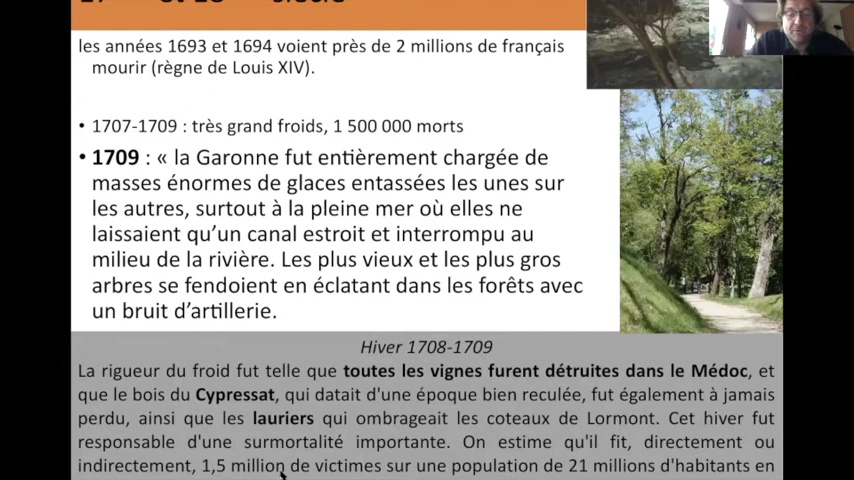 les années 1693 et 1694 voient près de 2 millions de français
mourir (règne de Louis XIV).
• 1707-1709 : très grand froids, 1 500 000 morts
• 1709 : « la Garonne fut entièrement chargée de
masses énormes de glaces entassées les unes sur
les autres, surtout à la pleine mer où elles ne
laissaient qu'un canal estroit et interrompu au
milieu de la rivière. Les plus vieux et les plus gros
arbres se fendoient en éclatant dans les forêts avec
un bruit d'artillerie.
Hiver 1708-1709
La rigueur du froid fut telle que toutes les vignes furent détruites dans le Médoc, et
que le bois du Cypressat, qui datait d'une époque bien reculée, fut également à jamais
perdu, ainsi que les lauriers qui ombrageait les coteaux de Lormont. Cet hiver fut
responsable d'une surmortalité importante. On estime qu'il fit, directement ou
indirectement, 1,5 million de victimes sur une population de 21 millions d'habitants en